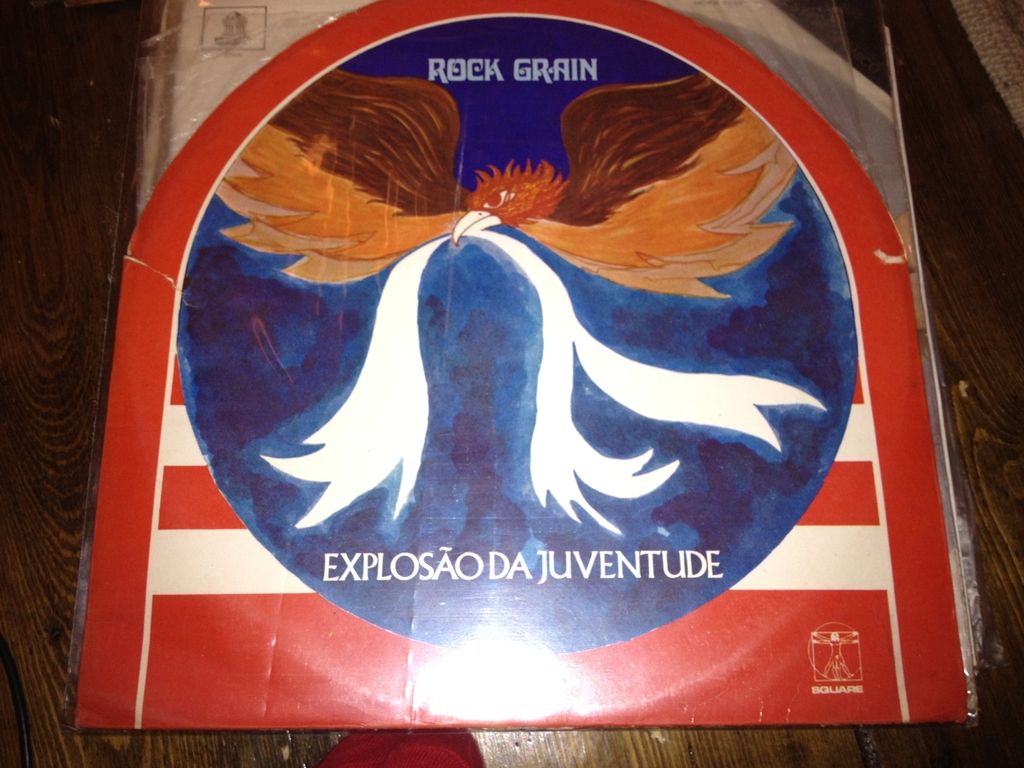 ROCK GRAIN
EXPLOSÃO DA JUVENTUDE
SQUARE